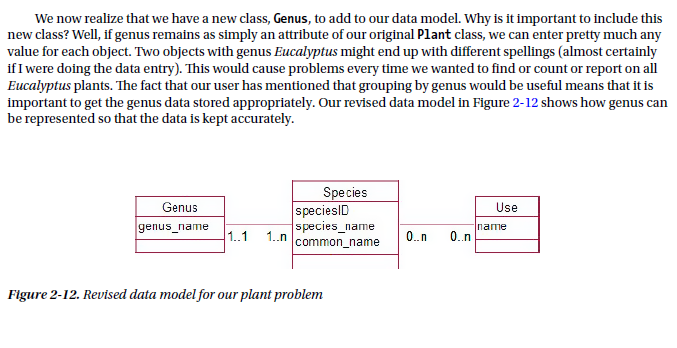 We now realize that we have a new class, Genus, to add to our data model. Why is it important to include this
new class? Well, if genus remains as simply an attribute of our original Plant class, we can enter pretty much any
value for each object. Two objects with genus Eucalyptus might end up with different spellings (almost certainly
if I were doing the data entry). This would cause problems every time we wanted to find or count or report on all
Eucalyptus plants. The fact that our user has mentioned that grouping by genus would be useful means that it is
important to get the genus data stored appropriately. Our revised data model in Figure 2-12 shows how genus can
be represented so that the data is kept accurately.
Genus
genus_name
1..1
1..n
Species
speciesID
species_name
common_name
0..n
0..n
Use
name
Figure 2-12. Revised data model for our plant problem